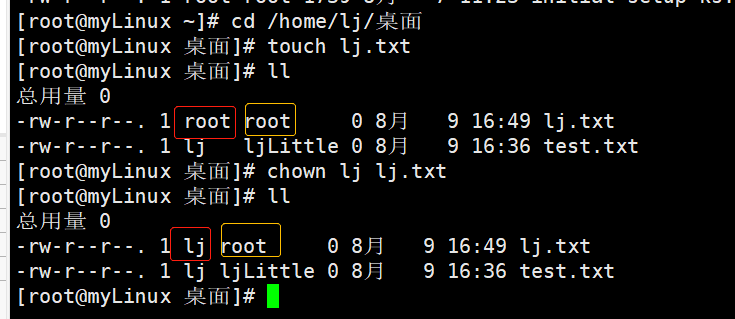 [root@myLinux ~]# cd /home/lj/桌面
[root@myLinux 桌面]# touch lj.txt
[root@myLinux 桌面]# ll
总用量 0
-rw-r--r--. 1 root root 0 8月 9 16:49 lj.txt
-rw-r--r--. 1 lj ljLittle 0 8月 9 16:36 test.txt
[root@myLinux 桌面]# chown lj lj.txt
[root@myLinux 桌面]# ll
总用量 0
-rw-r--r--. 1 lj root 0 8月 9 16:49 lj.txt
-rw-r--r--. 1 lj ljLittle 0 8月 9 16:36 test.txt
[root@myLinux 桌面]#